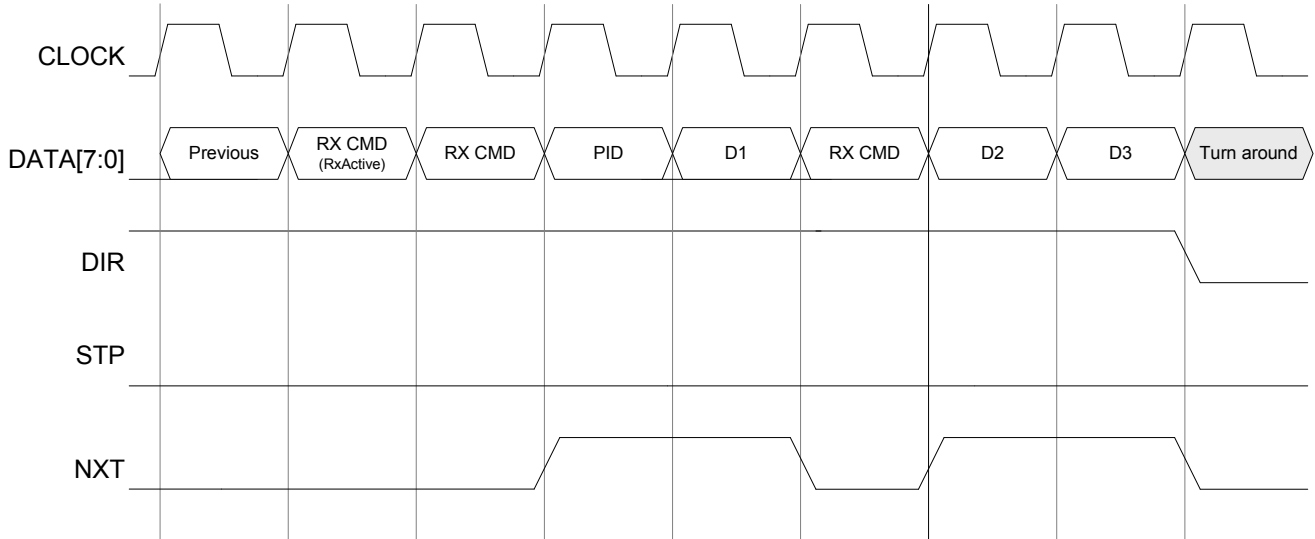 CLOCK
DATA[7:0]
Previous
RX CMD
(RxActive)
RX CMD
PID
D1
RX CMD
D2
D3
Turn around
DIR
STP
NXT